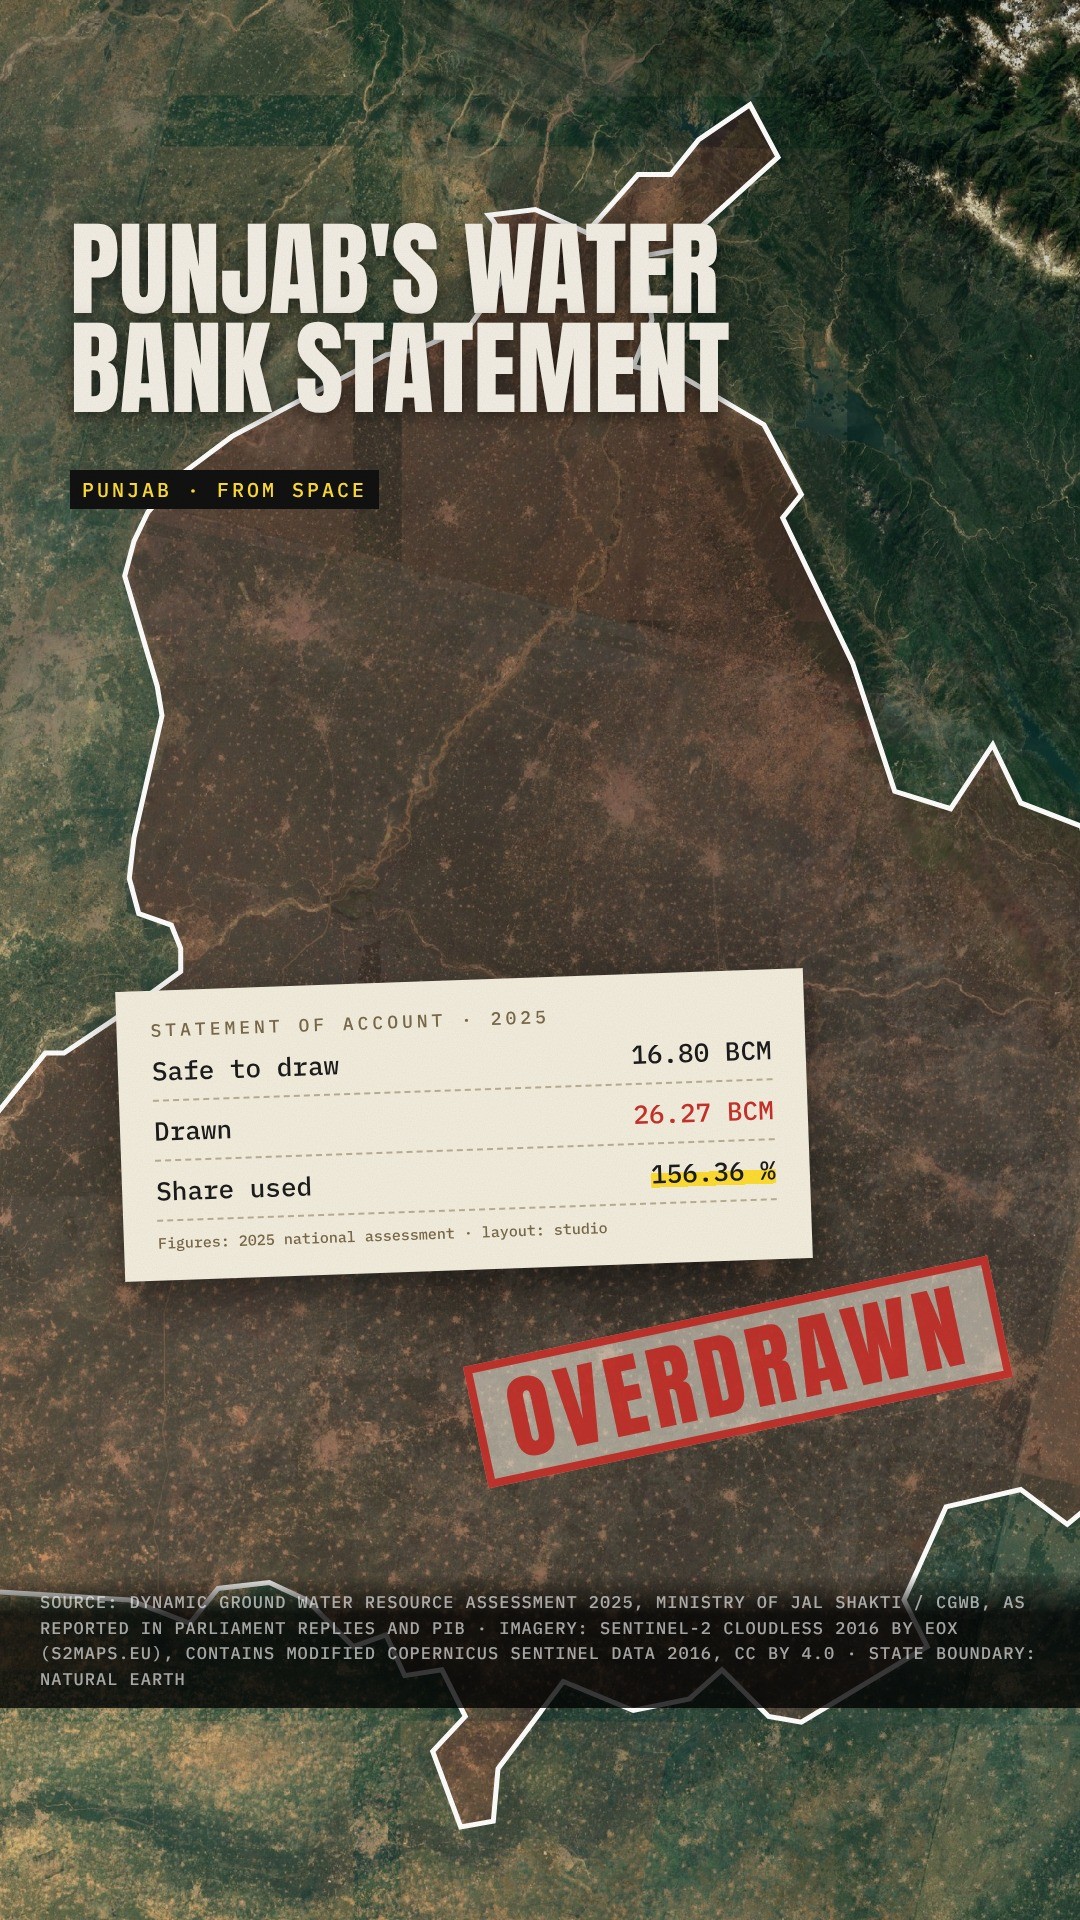 PUNJAB'S WATER
BANK STATEMENT
PUNJAB · FROM SPACE
STATEMENT OF ACCOUNT · 2025
Safe to draw 16.80 BCM
Drawn 26.27 BCM
Share used 156.36 %
Figures: 2025 national assessment · layout: studio
OVERDRAWN
SOURCE: DYNAMIC GROUND WATER RESOURCE ASSESSMENT 2025, MINISTRY OF JAL SHAKTI / CGWB, AS
REPORTED IN PARLIAMENT REPLIES AND PIB · IMAGERY: SENTINEL-2 CLOUDLESS 2016 BY EOX
(S2MAPS.EU), CONTAINS MODIFIED COPERNICUS SENTINEL DATA 2016, CC BY 4.0 · STATE BOUNDARY:
NATURAL EARTH